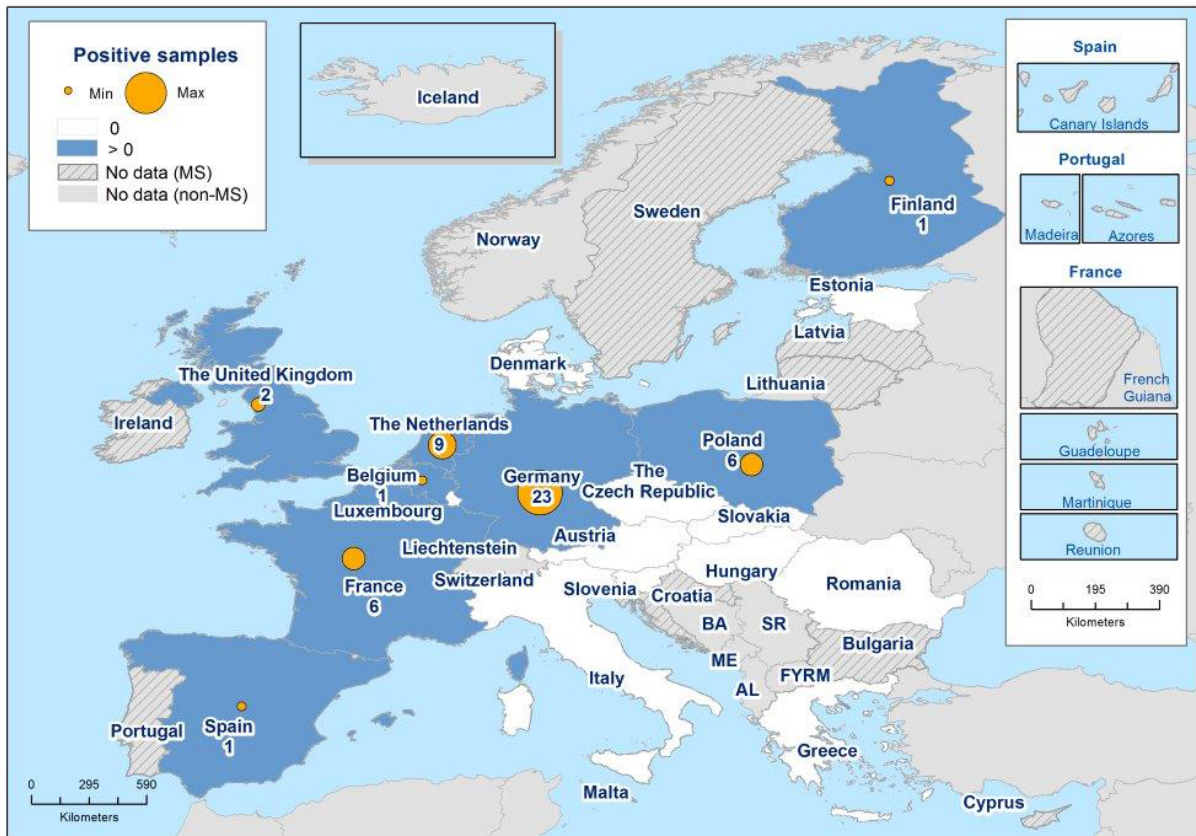 Positive samples
Min
Max
0
> 0
No data (MS)
No data (non-MS)
Iceland
Spain
Canary Islands
Portugal
Madeira
Azores
France
French
Guiana
Guadeloupe
Martinique
Reunion
0 195 390
Kilometers
Finland
1
Sweden
Norway
Estonia
Latvia
Lithuania
Denmark
The United Kingdom
2
Ireland
The Netherlands
9
Poland
6
Belgium
1
Germany
23
The
Czech Republic
Luxembourg
Slovakia
Austria
Liechtenstein
Switzerland
Hungary
Romania
Slovenia
Croatia
France
6
BA
SR
Bulgaria
ME
FYRM
AL
Italy
Portugal
Spain
1
Greece
Malta
Cyprus
0 295 590
Kilometers